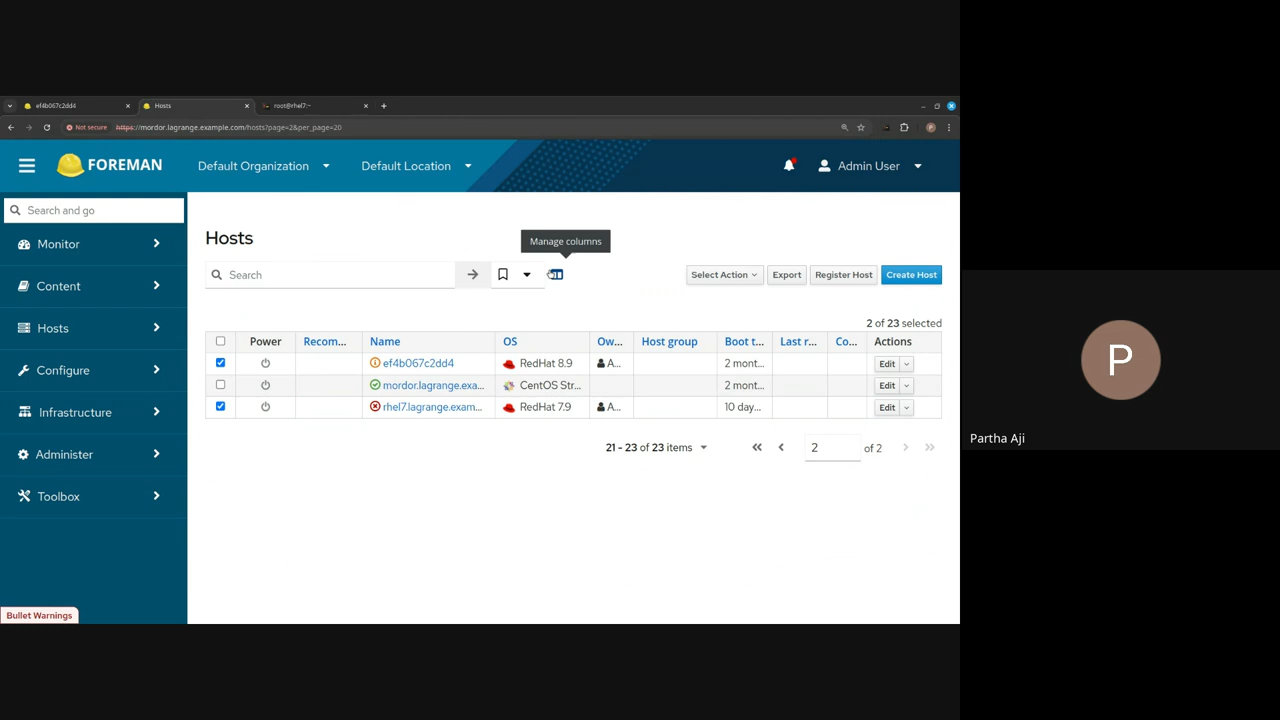 ef4b067c2dd4
Hosts
root@rhel7:~
Not secure
https://mordor.lagrange.example.com/hosts?page=2&per_page=20
FOREMAN
Default Organization
Default Location
Admin User
Search and go
Monitor
Content
Hosts
Configure
Infrastructure
Administer
Toolbox
Bullet Warnings
Hosts
Manage columns
Search
Select Action
Export
Register Host
Create Host
2 of 23 selected
Power Recom... Name OS Ow... Host group Boot t... Last r... Co... Actions
ef4b067c2dd4 RedHat 8.9 A... 2 mont... Edit
mordor.lagrange.exa... CentOS Str... 2 mont... Edit
rhel7.lagrange.exam... RedHat 7.9 A... 10 day... Edit
21 - 23 of 23 items
2 of 2
P
Partha Aji